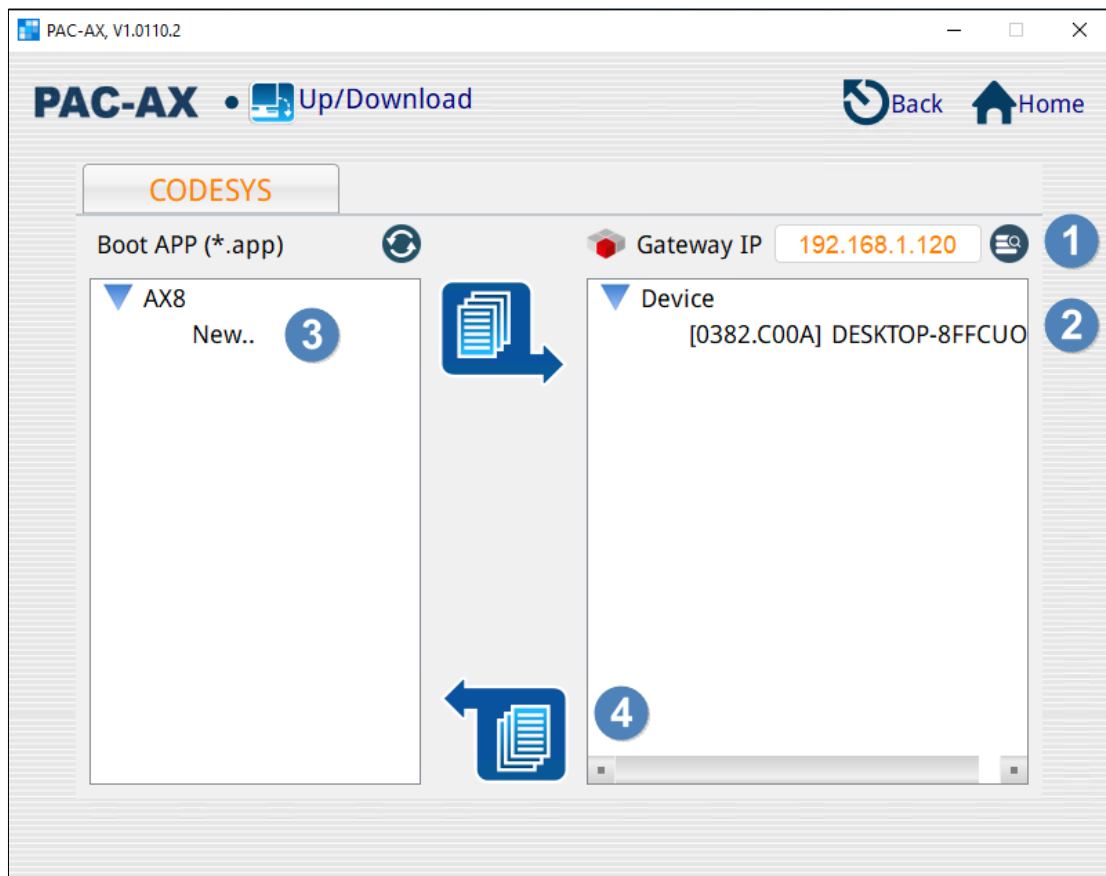 PAC-AX, V1.0110.2
PAC-AX • Up/Download
Back
Home
CODESYS
Boot APP (*.app)
Gateway IP 192.168.1.120
1
AX8
New..
3
Device
[0382.C00A] DESKTOP-8FFCUO
2
4